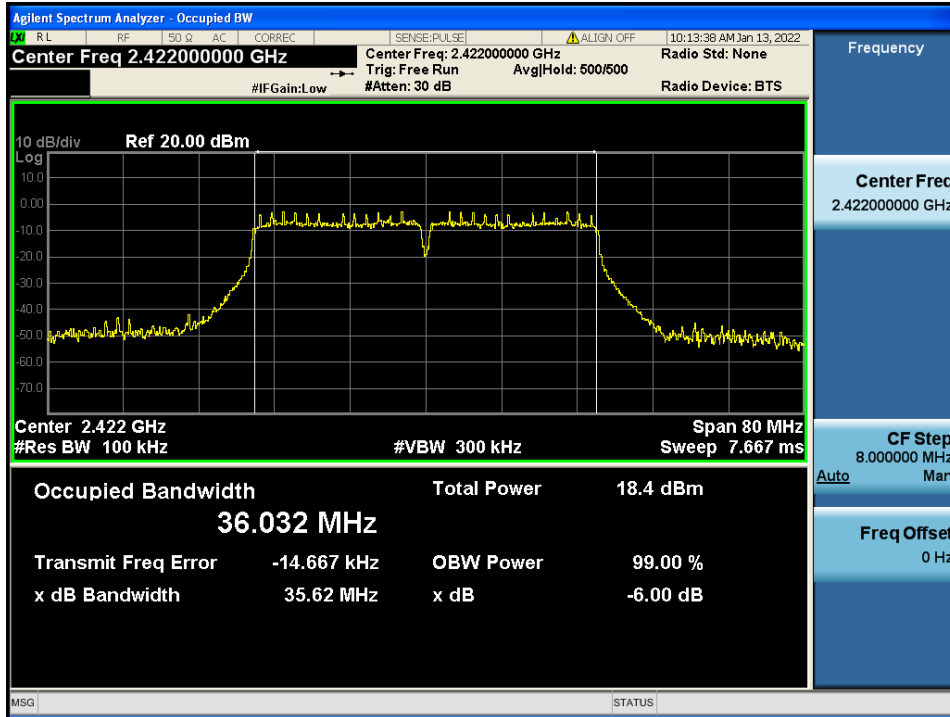 Agilent Spectrum Analyzer - Occupied BW
LXI RL RF 50 Ω AC CORREC SENSE:PULSE ALIGN OFF 10:13:38 AM Jan 13, 2022
Center Freq 2.422000000 GHz
Center Freq: 2.422000000 GHz
Radio Std: None
Trig: Free Run Avg|Hold: 500/500
#IFGain:Low
#Atten: 30 dB
Radio Device: BTS
10 dB/div Ref 20.00 dBm
Log
10.0
0.00
-10.0
-20.0
-30.0
-40.0
-50.0
-60.0
-70.0
Center 2.422 GHz Span 80 MHz
#Res BW 100 kHz #VBW 300 kHz Sweep 7.667 ms
Occupied Bandwidth Total Power 18.4 dBm
36.032 MHz
Transmit Freq Error -14.667 kHz OBW Power 99.00 %
x dB Bandwidth 35.62 MHz x dB -6.00 dB
MSG STATUS
Frequency
Center Freq
2.422000000 GHz
CF Step
8.000000 MHz
Auto Man
Freq Offset
0 Hz